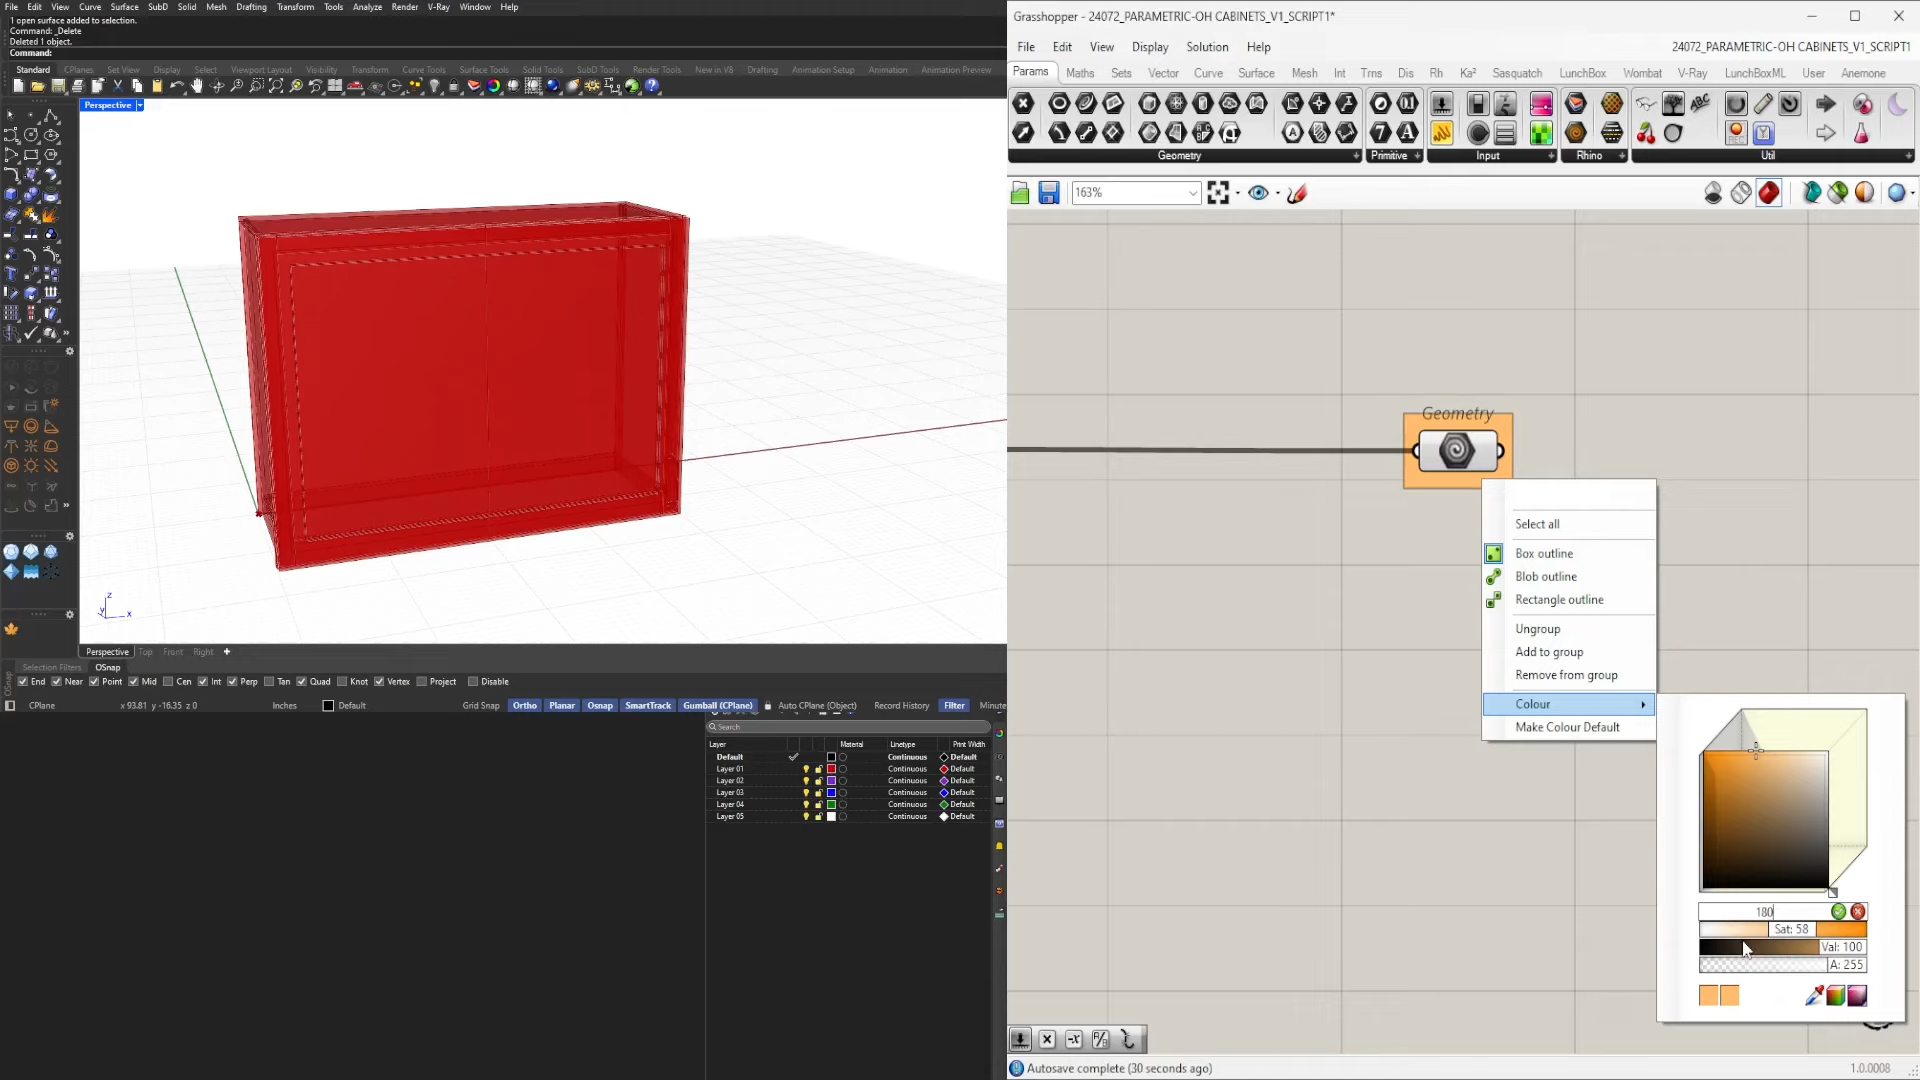 File Edit View Curve Surface SubD Solid Mesh Drafting Transform Tools Analyze Render V-Ray Window Help
1 open surface added to selection.
Command: _Delete
Deleted 1 object.
Command:
Standard CPlanes Set View Display Select Viewport Layout Visibility Transform Curve Tools Surface Tools Solid Tools SubD Tools Render Tools New in V8 Drafting Animation Setup Animation Animation Preview
Perspective
z
y x
Perspective Top Front Right
Selection Filters OSnap
OSnap
End Near Point Mid Cen Int Perp Tan Quad Knot Vertex Project Disable
CPlane x 93.81 y -16.35 z 0 Inches Default Grid Snap Ortho Planar Osnap SmartTrack Gumball (CPlane) Auto CPlane (Object) Record History Filter Minute
Search
Layer Material Linetype Print Width
Default Continuous Default
Layer 01 Continuous Default
Layer 02 Continuous Default
Layer 03 Continuous Default
Layer 04 Continuous Default
Layer 05 Continuous Default
Grasshopper - 24072_PARAMETRIC-OH CABINETS_V1_SCRIPT1*
File Edit View Display Solution Help
24072_PARAMETRIC-OH CABINETS_V1_SCRIPT1
Params Maths Sets Vector Curve Surface Mesh Int Trns Dis Rh Ka² Sasquatch LunchBox Wombat V-Ray LunchBoxML User Anemone
Geometry Primitive Input Rhino Util
163%
Geometry
Select all
Box outline
Blob outline
Rectangle outline
Ungroup
Add to group
Remove from group
Colour
Make Colour Default
180
Sat: 58
Val: 100
A: 255
Autosave complete (30 seconds ago)
1.0.0008